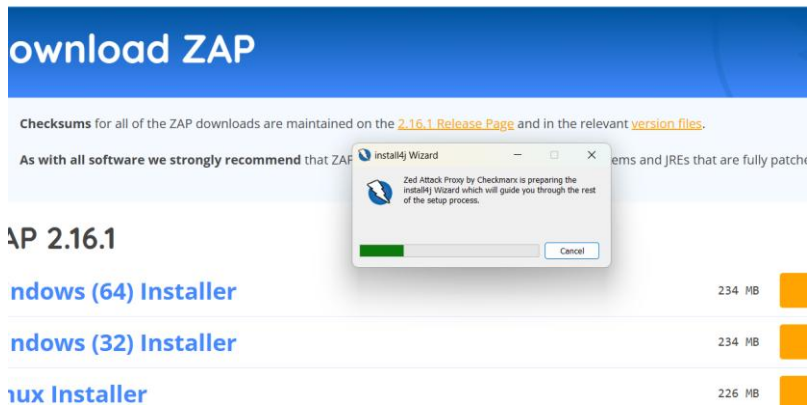 ownload ZAP
Checksums for all of the ZAP downloads are maintained on the 2.16.1 Release Page and in the relevant version files.
As with all software we strongly recommend that ZAP
ems and JREs that are fully patche
install4j Wizard
Zed Attack Proxy by Checkmarx is preparing the
install4j Wizard which will guide you through the rest
of the setup process.
Cancel
AP 2.16.1
ndows (64) Installer
234 MB
ndows (32) Installer
234 MB
nux Installer
226 MB